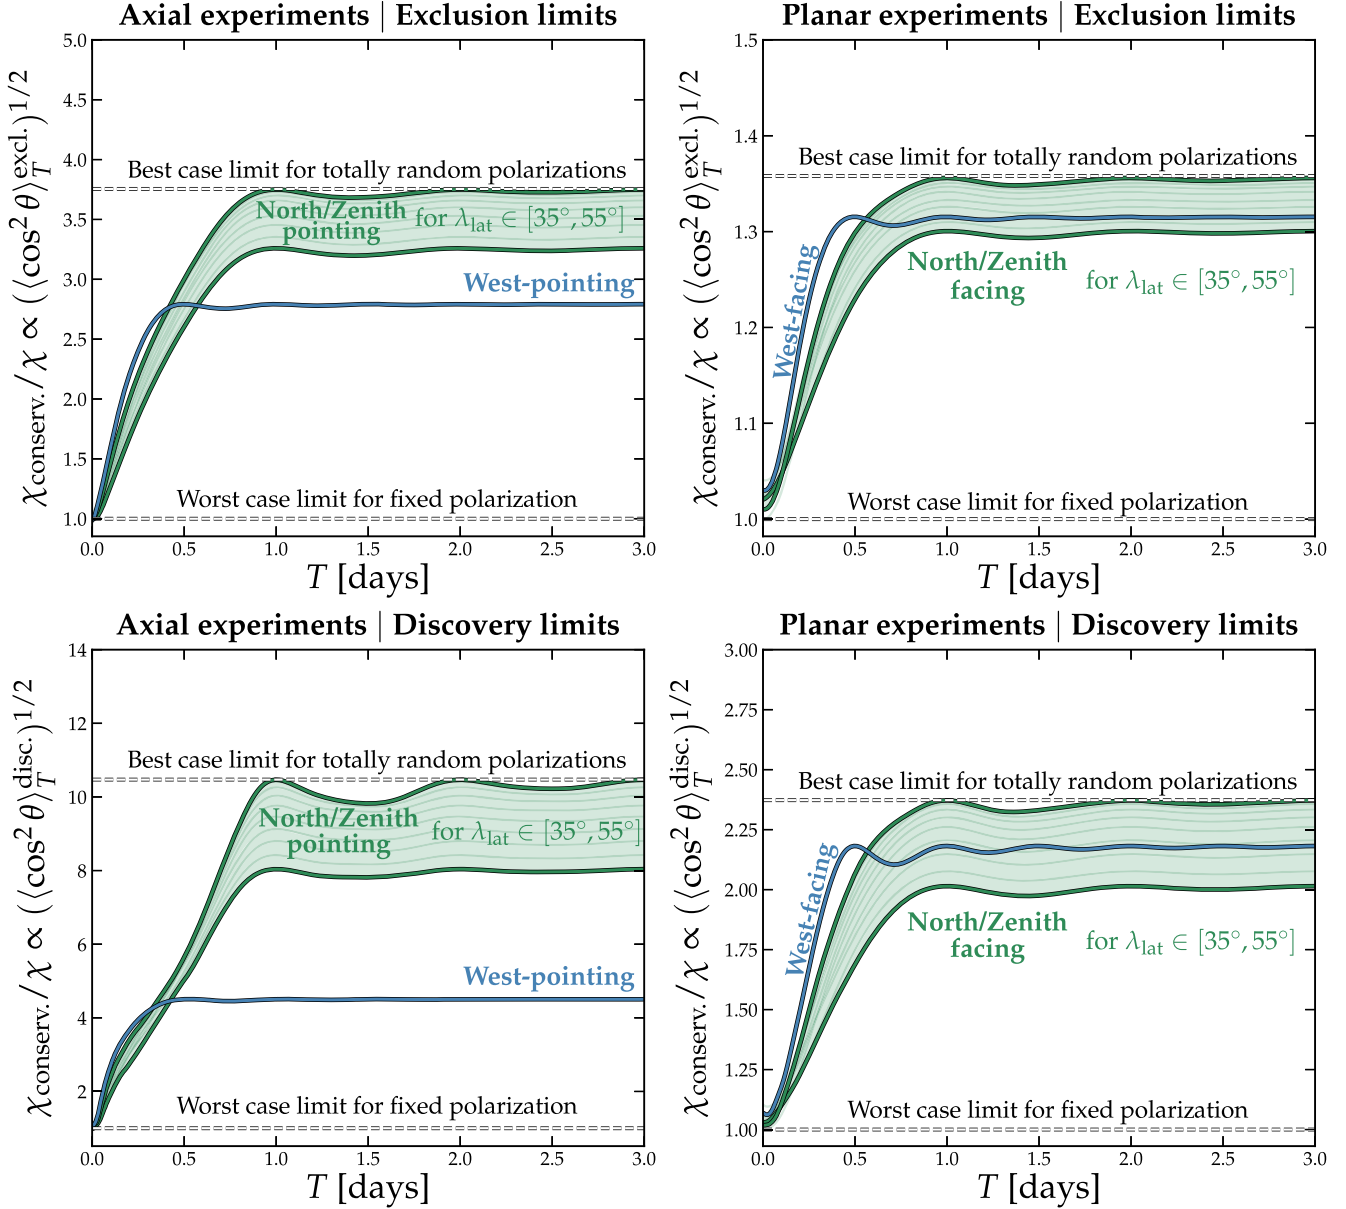 Axial experiments | Exclusion limits
χconserv./χ ∝ (⟨cos² θ⟩_T^excl.)^1/2
5.0
4.5
4.0
3.5
3.0
2.5
2.0
1.5
1.0
Best case limit for totally random polarizations
North/Zenith pointing for λ_lat ∈ [35°, 55°]
West-pointing
Worst case limit for fixed polarization
0.0 0.5 1.0 1.5 2.0 2.5 3.0
T [days]
Planar experiments | Exclusion limits
χconserv./χ ∝ (⟨cos² θ⟩_T^excl.)^1/2
1.5
1.4
1.3
1.2
1.1
1.0
Best case limit for totally random polarizations
West-facing
North/Zenith facing for λ_lat ∈ [35°, 55°]
Worst case limit for fixed polarization
0.0 0.5 1.0 1.5 2.0 2.5 3.0
T [days]
Axial experiments | Discovery limits
χconserv./χ ∝ (⟨cos² θ⟩_T^disc.)^1/2
14
12
10
8
6
4
2
Best case limit for totally random polarizations
North/Zenith pointing for λ_lat ∈ [35°, 55°]
West-pointing
Worst case limit for fixed polarization
0.0 0.5 1.0 1.5 2.0 2.5 3.0
T [days]
Planar experiments | Discovery limits
χconserv./χ ∝ (⟨cos² θ⟩_T^disc.)^1/2
3.00
2.75
2.50
2.25
2.00
1.75
1.50
1.25
1.00
Best case limit for totally random polarizations
West-facing
North/Zenith facing for λ_lat ∈ [35°, 55°]
Worst case limit for fixed polarization
0.0 0.5 1.0 1.5 2.0 2.5 3.0
T [days]